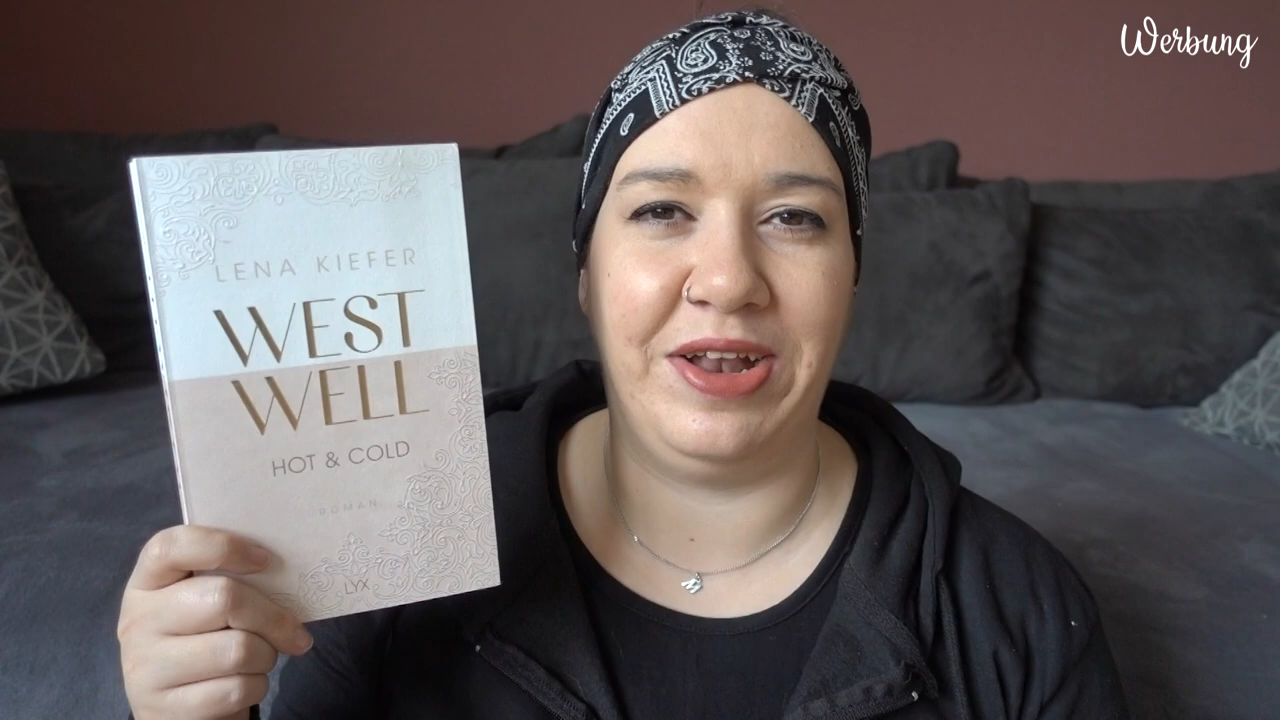 Werbung
LENA KIEFER
WEST
WELL
HOT & COLD
ROMAN
LYX
M